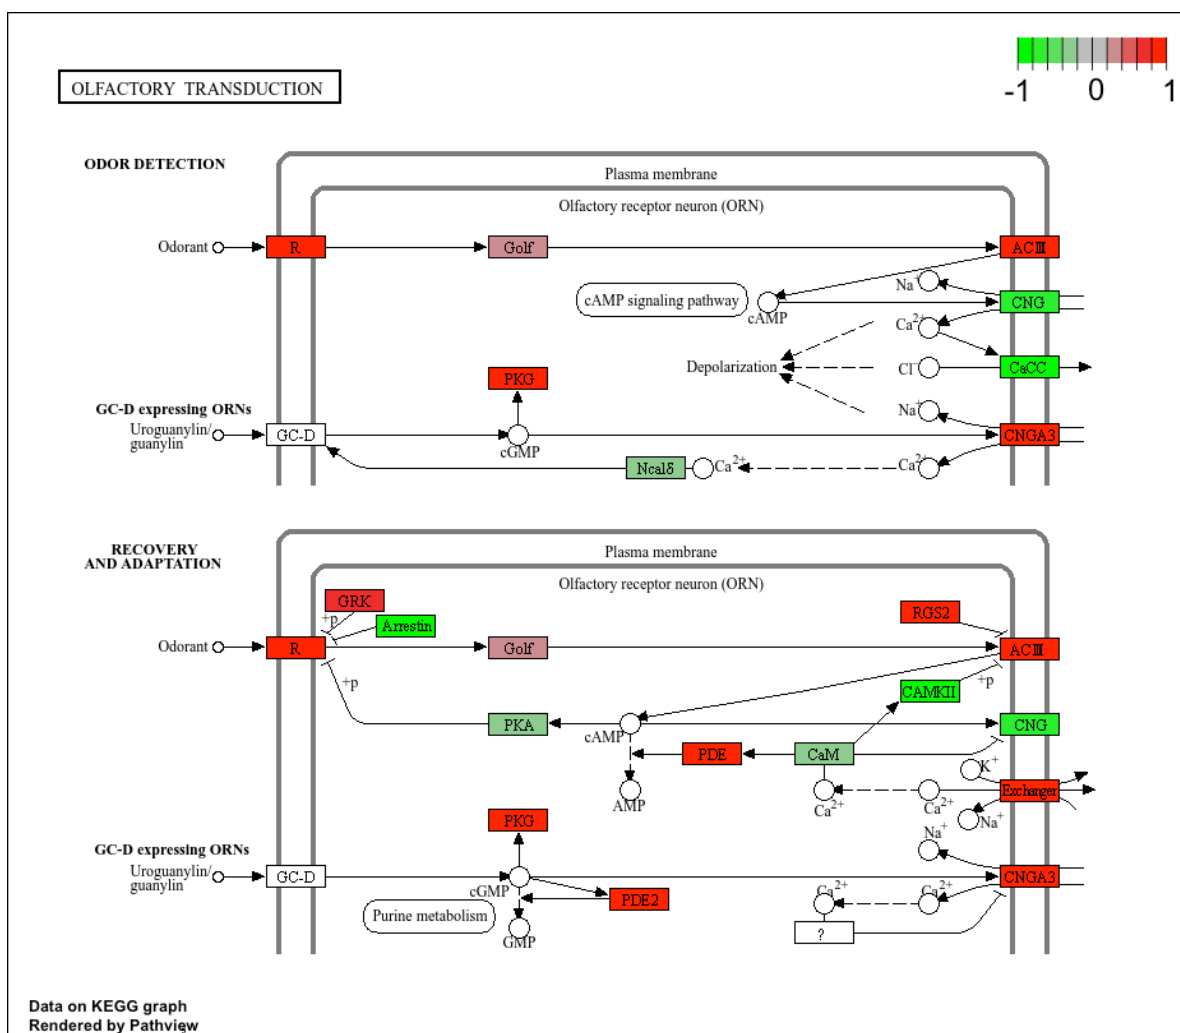 -1 0 1
OLFACTORY TRANSDUCTION
ODOR DETECTION
Plasma membrane
Olfactory receptor neuron (ORN)
Odorant
R
Golf
ACIII
cAMP signaling pathway
cAMP
Na+
CNG
Ca2+
Depolarization
Cl-
CaCC
PKG
Na+
GC-D expressing ORNs
Uroguanylin/
guanylin
GC-D
cGMP
CNGA3
Ncalδ
Ca2+
Ca2+
RECOVERY
AND ADAPTATION
Plasma membrane
Olfactory receptor neuron (ORN)
GRK
+p
Arrestin
RGS2
Odorant
R
Golf
ACIII
+p
CAMKII
+p
PKA
cAMP
CNG
PDE
CaM
K+
AMP
Ca2+
Ca2+
Exchanger
Na+
PKG
Na+
GC-D expressing ORNs
Uroguanylin/
guanylin
GC-D
cGMP
CNGA3
PDE2
Ca2+
Ca2+
Purine metabolism
GMP
?
Data on KEGG graph
Rendered by Pathview